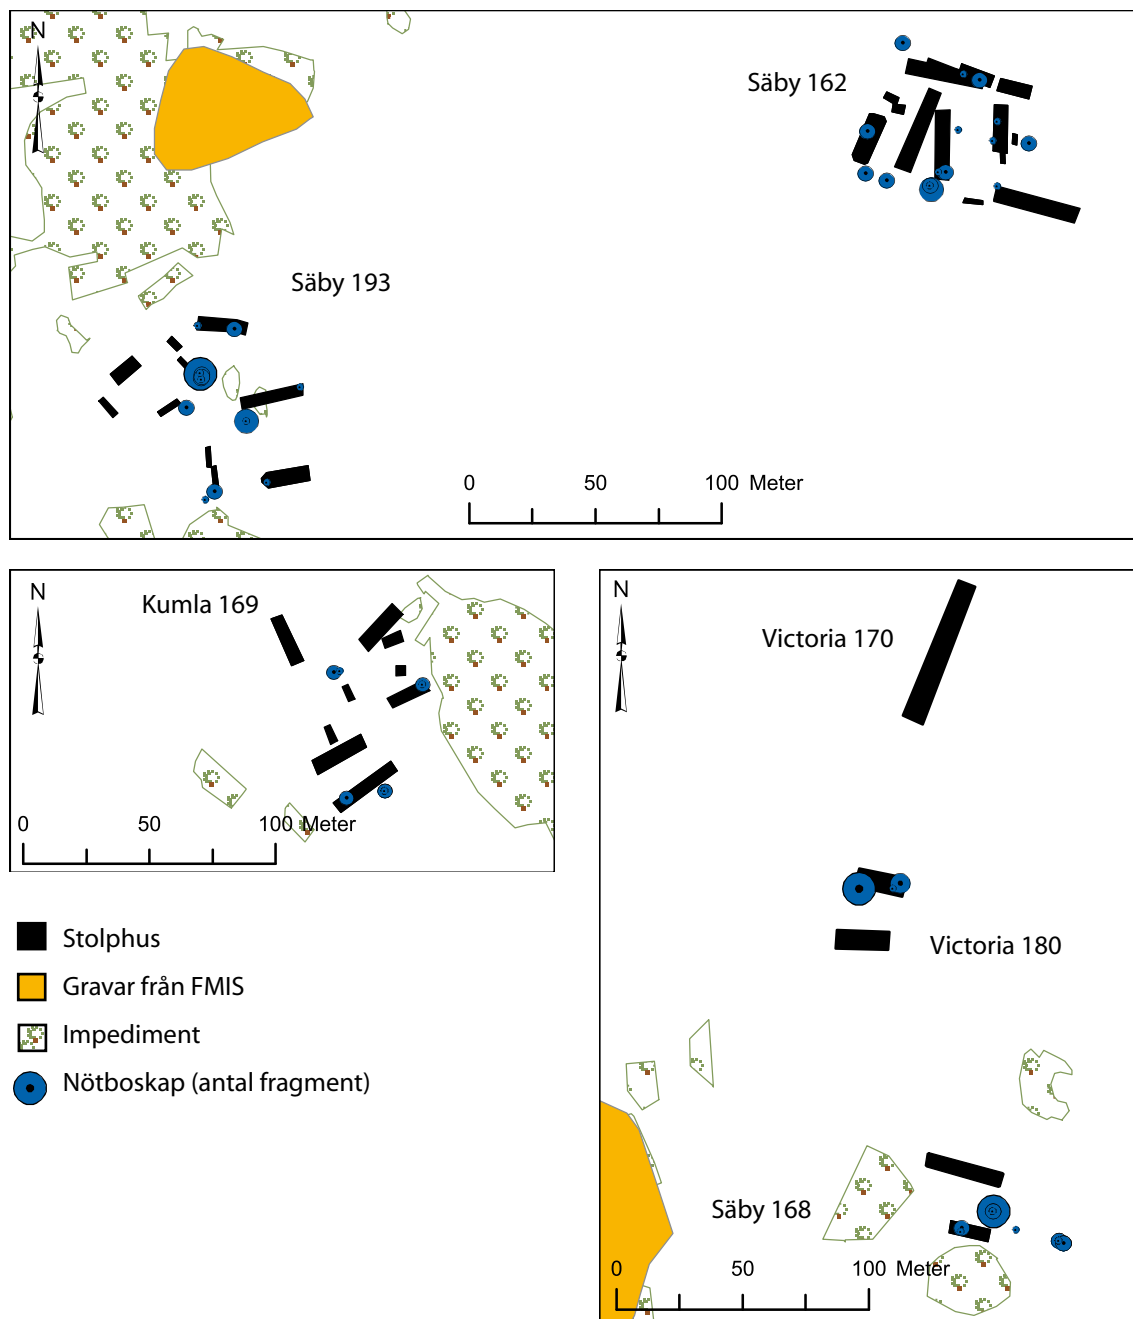 N
Säby 162
Säby 193
0 50 100 Meter
N
Kumla 169
0 50 100 Meter
N
Victoria 170
Victoria 180
Säby 168
0 50 100 Meter
Stolphus
Gravar från FMIS
Impediment
Nötboskap (antal fragment)